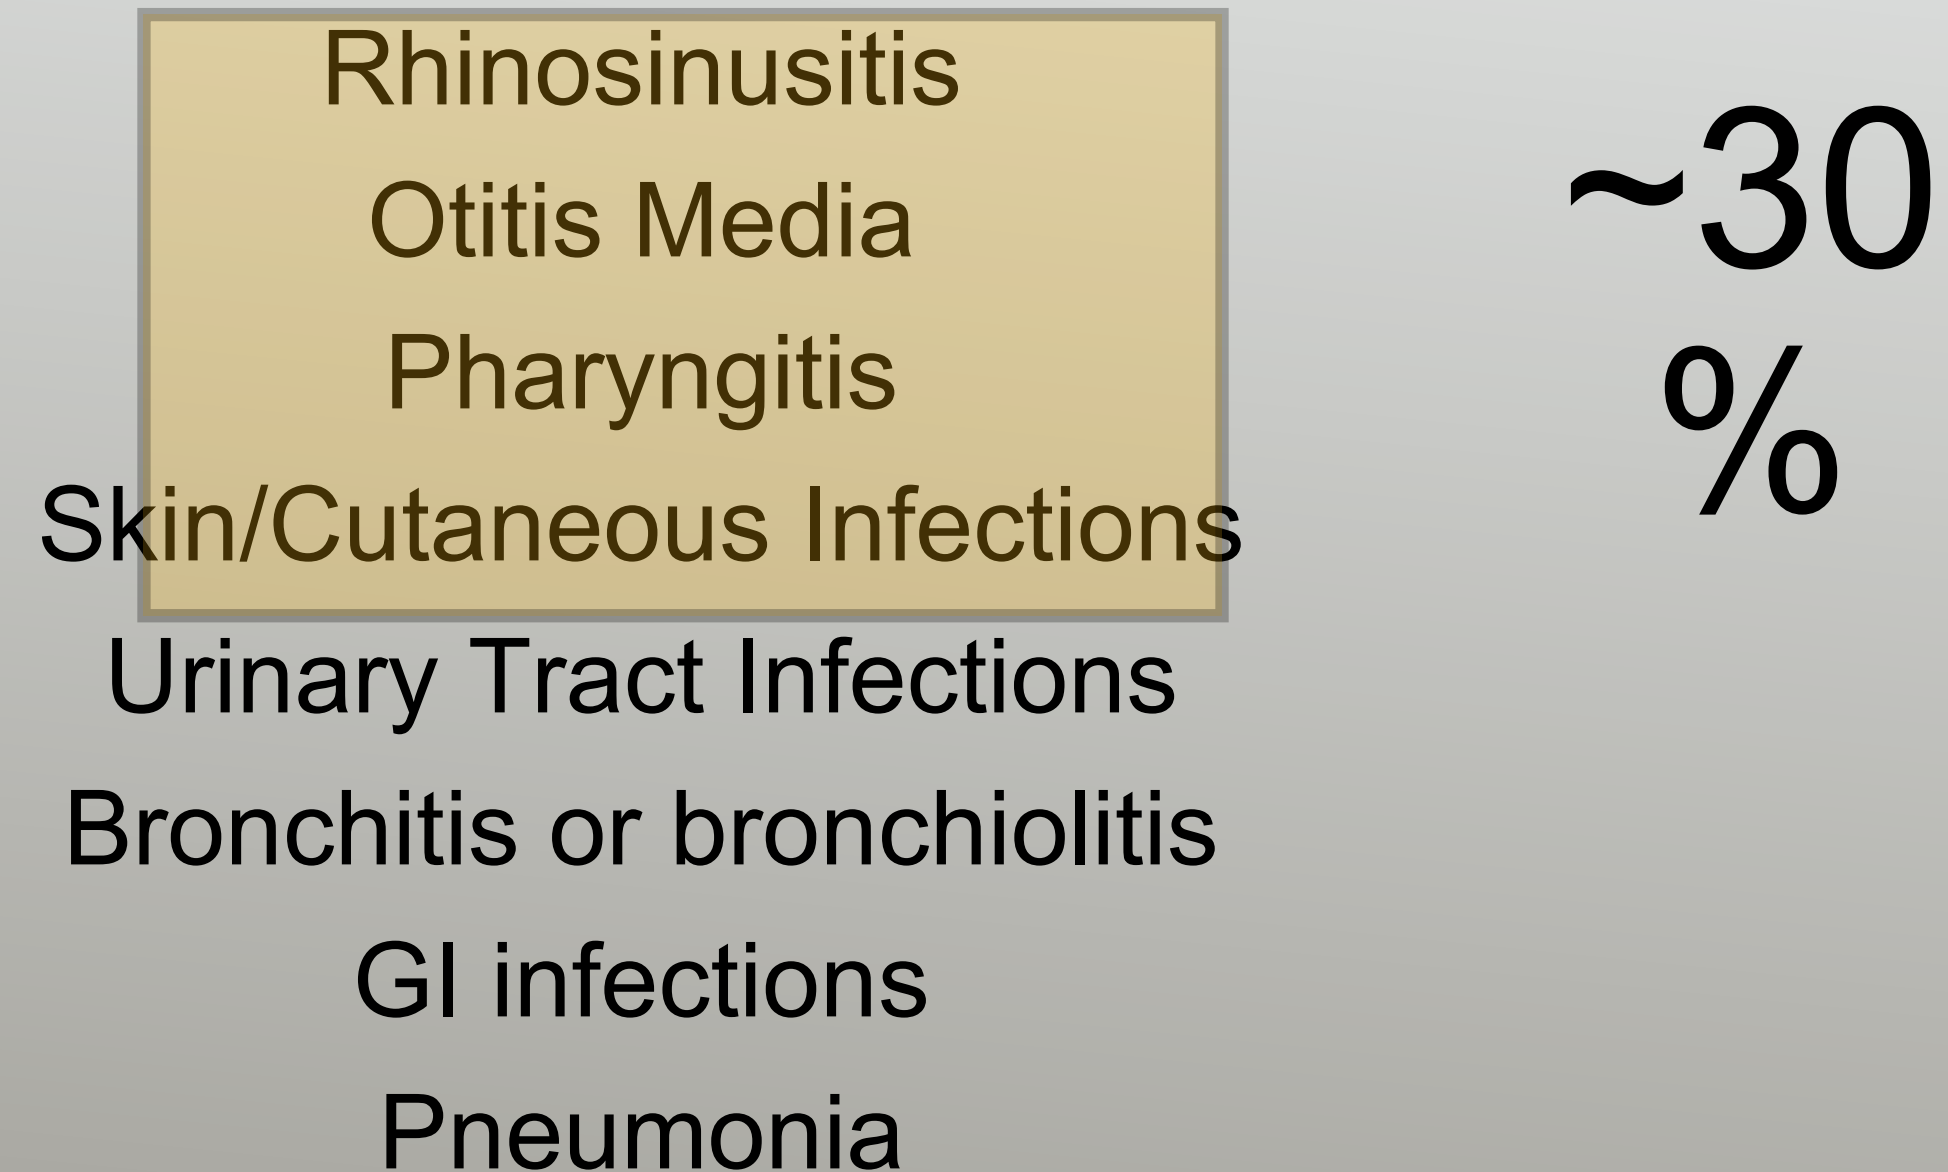 Rhinosinusitis
Otitis Media
Pharyngitis
Skin/Cutaneous Infections
Urinary Tract Infections
Bronchitis or bronchiolitis
GI infections
Pneumonia
~30
%